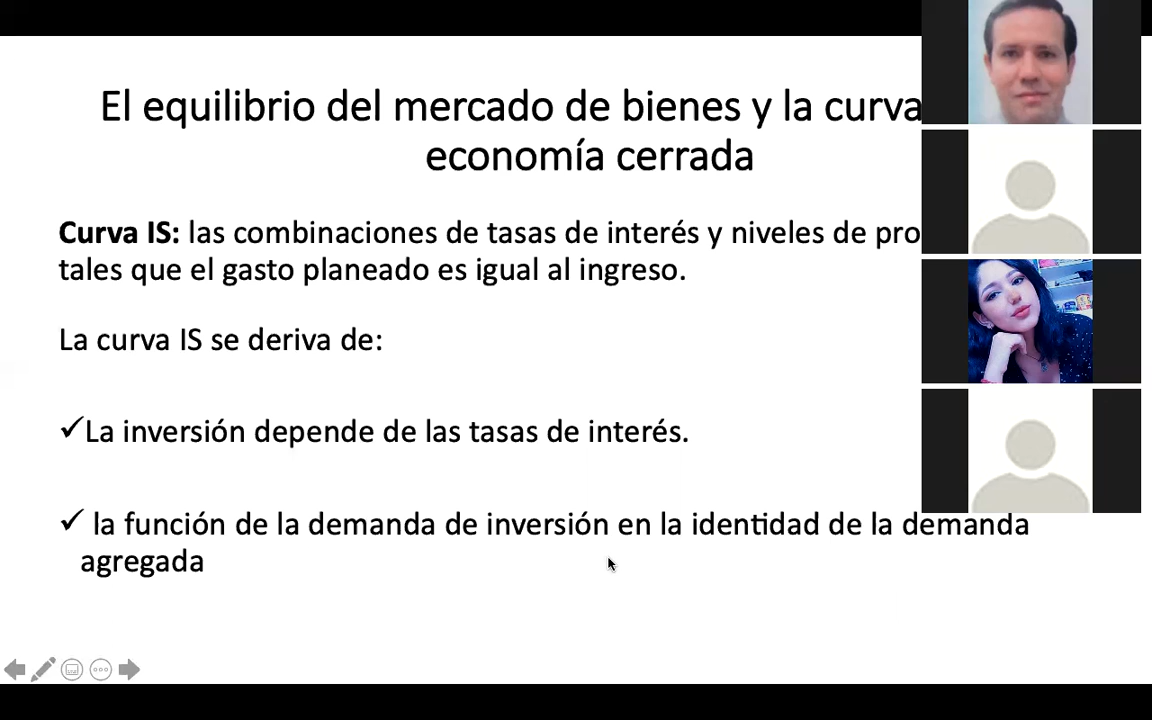 El equilibrio del mercado de bienes y la curva
economía cerrada
Curva IS: las combinaciones de tasas de interés y niveles de
tales que el gasto planeado es igual al ingreso.
La curva IS se deriva de:
✓La inversión depende de las tasas de interés.
✓ la función de la demanda de inversión en la identidad de la demanda
agregada